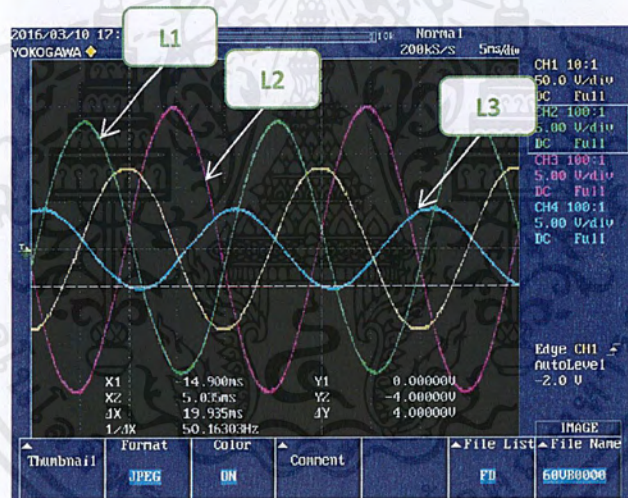 2016/03/10 17:
10k
Normal
YOKOGAWA
200kS/s 5ms/div
L1
L2
L3
CH1 10:1
50.0 V/div
DC Full
CH2 100:1
5.00 V/div
DC Full
CH3 100:1
5.00 V/div
DC Full
CH4 100:1
5.00 V/div
DC Full
Edge CH1
AutoLevel
-2.0 V
X1 -14.900ms Y1 0.00000V
X2 5.035ms Y2 -4.00000V
ΔX 19.935ms ΔY 4.00000V
1/ΔX 50.16303Hz
IMAGE
Thumbnail
Format
JPEG
Color
ON
Comment
File List
FD
File Name
60VB0000